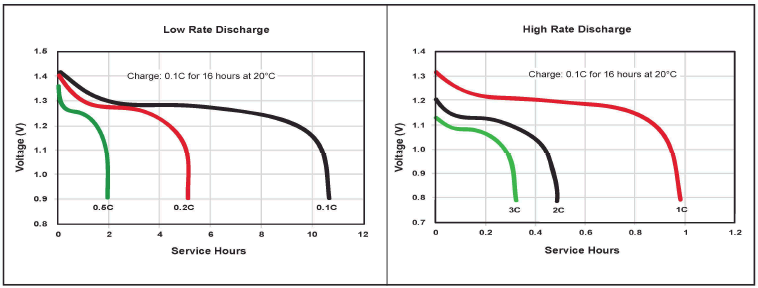 Low Rate Discharge
Charge: 0.1C for 16 hours at 20°C
Voltage (V)
1.5
1.4
1.3
1.2
1.1
1.0
0.9
0.8
0.5C
0.2C
0.1C
0 2 4 6 8 10 12
Service Hours
High Rate Discharge
Charge: 0.1C for 16 hours at 20°C
Voltage (V)
1.4
1.3
1.2
1.1
1.0
0.9
0.8
0.7
3C
2C
1C
0 0.2 0.4 0.6 0.8 1 1.2
Service Hours